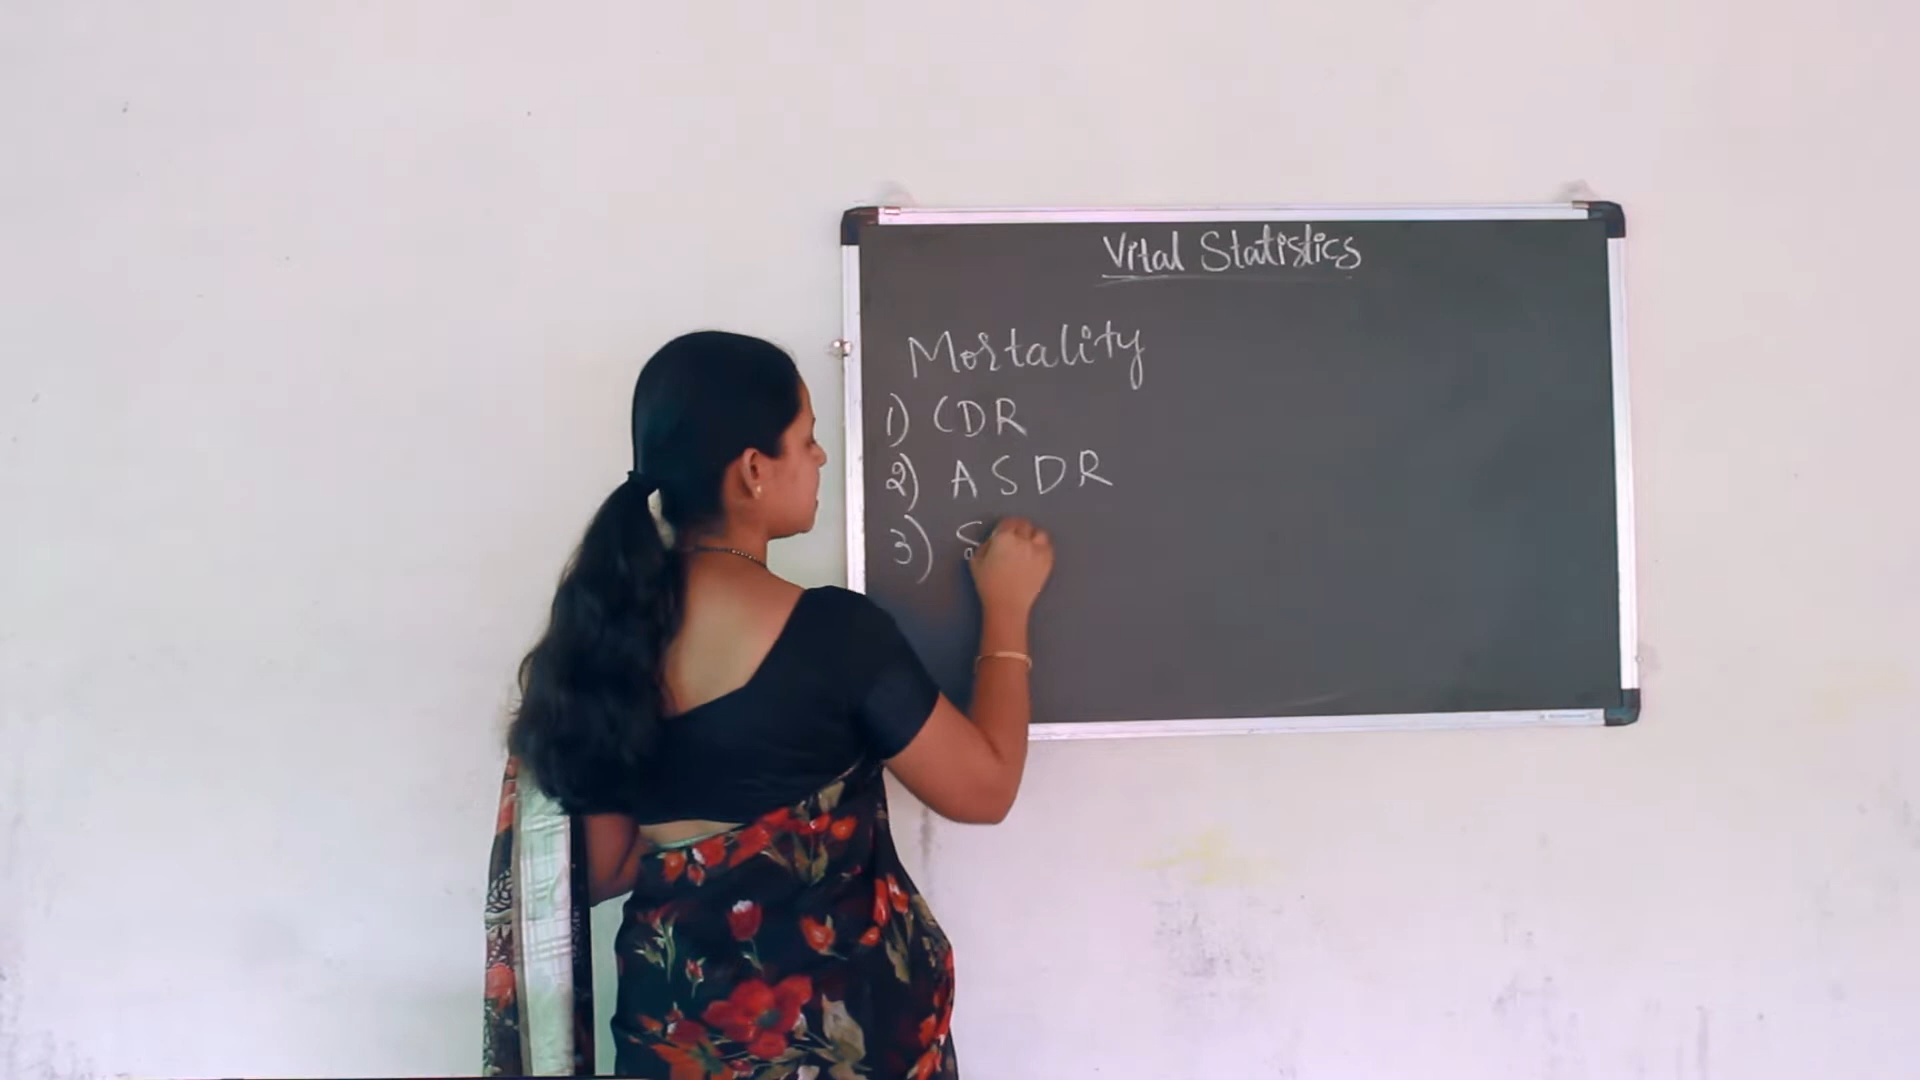 Vital Statistics
Mortality
1) CDR
2) ASDR
3) S